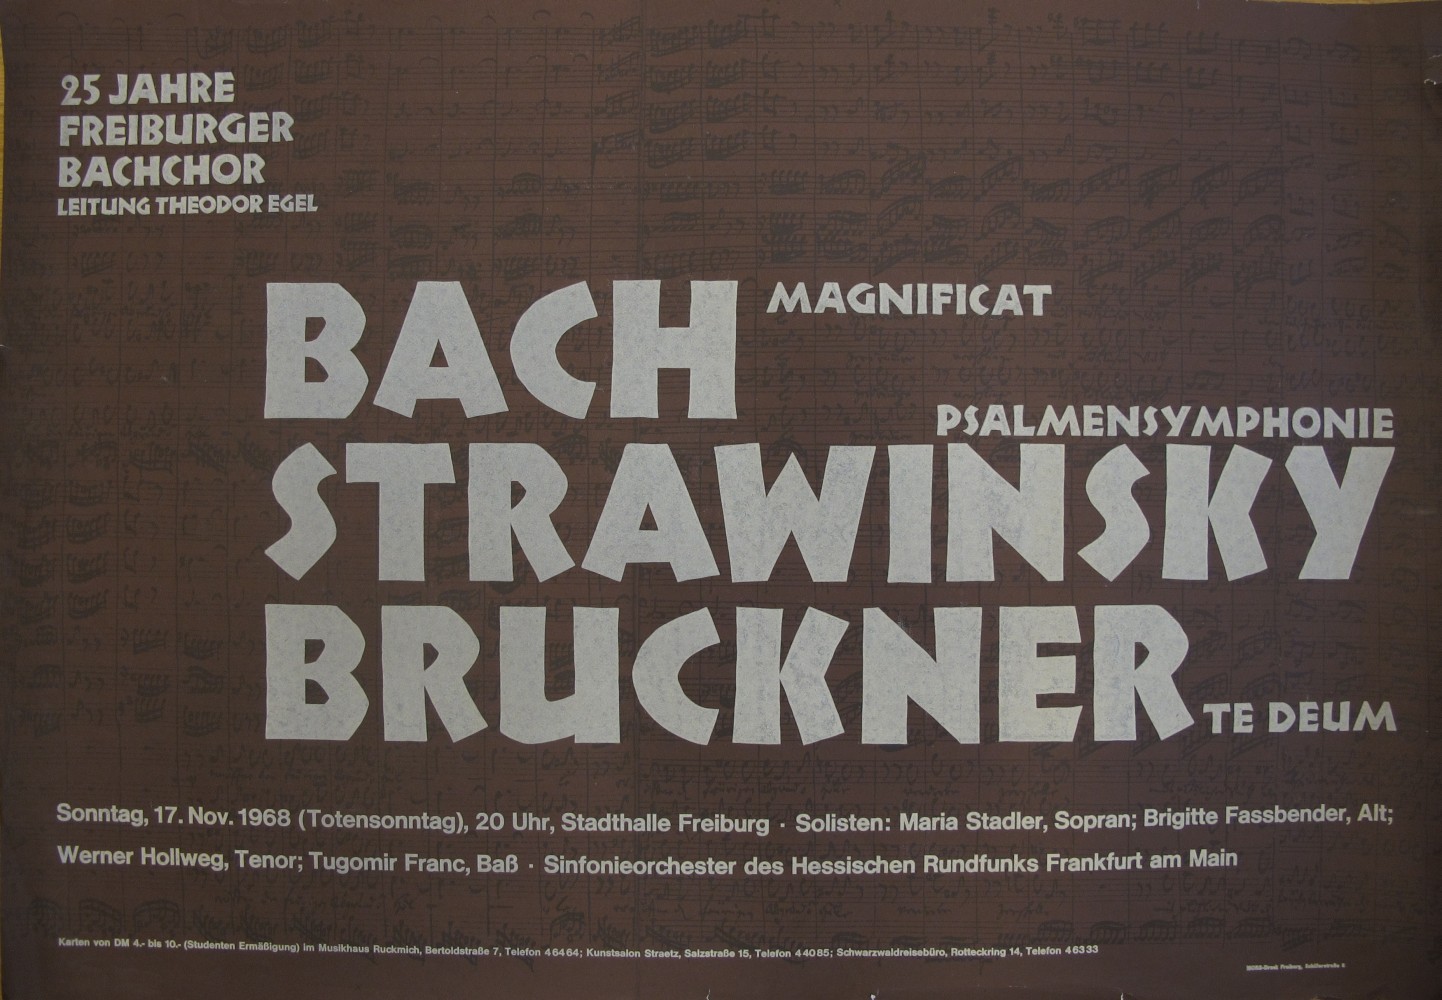 25 JAHRE
FREIBURGER
BACHCHOR
LEITUNG THEODOR EGEL
BACH MAGNIFICAT
PSALMENSYMPHONIE
STRAWINSKY
BRUCKNER TE DEUM
Sonntag, 17. Nov. 1968 (Totensonntag), 20 Uhr, Stadthalle Freiburg · Solisten: Maria Stadler, Sopran; Brigitte Fassbender, Alt;
Werner Hollweg, Tenor; Tugomir Franc, Baß · Sinfonieorchester des Hessischen Rundfunks Frankfurt am Main
Karten von DM 4.- bis 10.- (Studenten Ermäßigung) im Musikhaus Ruckmich, Bertoldstraße 7, Telefon 46464; Kunstsalon Straetz, Salzstraße 15, Telefon 44085; Schwarzwaldreisebüro, Rotteckring 14, Telefon 46333